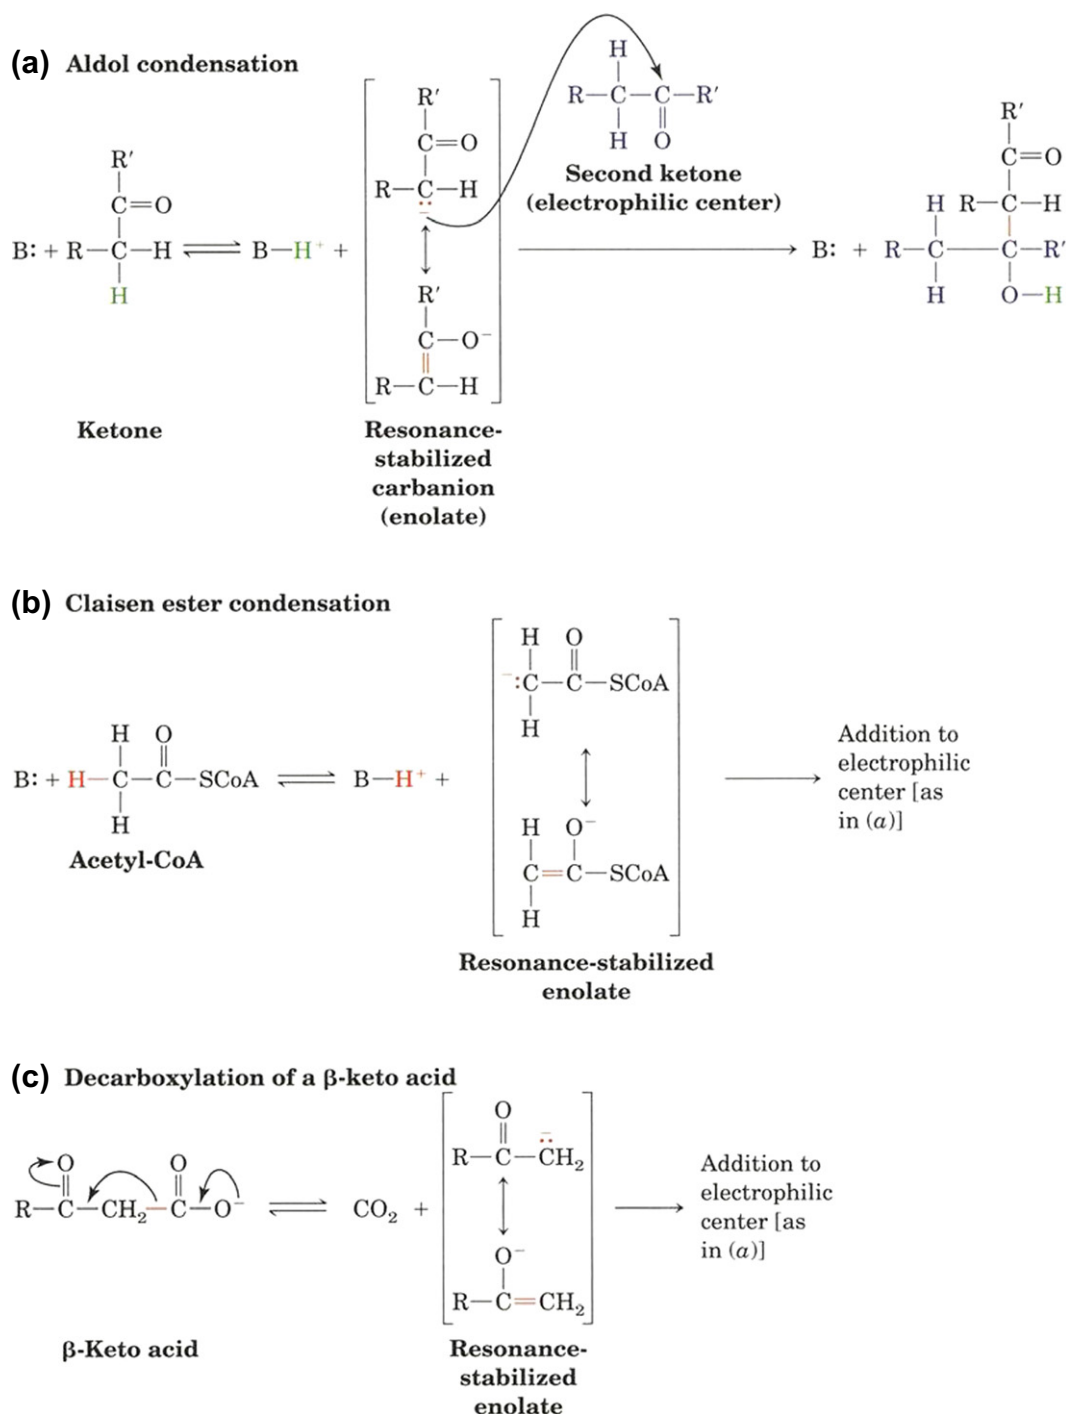 (a) Aldol condensation
R′
C=O
B: + R—C—H ⇌ B—H⁺ +
H
Ketone
R′
C=O
R—C—H
R′
C—O⁻
R—C—H
Resonance-
stabilized
carbanion
(enolate)
H
R—C—C—R′
H O
Second ketone
(electrophilic center)
R′
C=O
H R—C—H
B: + R—C—C—R′
H O—H
(b) Claisen ester condensation
H O
B: + H—C—C—SCoA ⇌ B—H⁺ +
H
Acetyl-CoA
H O
⁻:C—C—SCoA
H
H O⁻
C=C—SCoA
H
Resonance-stabilized
enolate
Addition to
electrophilic
center [as
in (a)]
(c) Decarboxylation of a β-keto acid
O O
R—C—CH₂—C—O⁻ ⇌ CO₂ +
β-Keto acid
O
R—C—CH₂
O⁻
R—C=CH₂
Resonance-
stabilized
enolate
Addition to
electrophilic
center [as
in (a)]